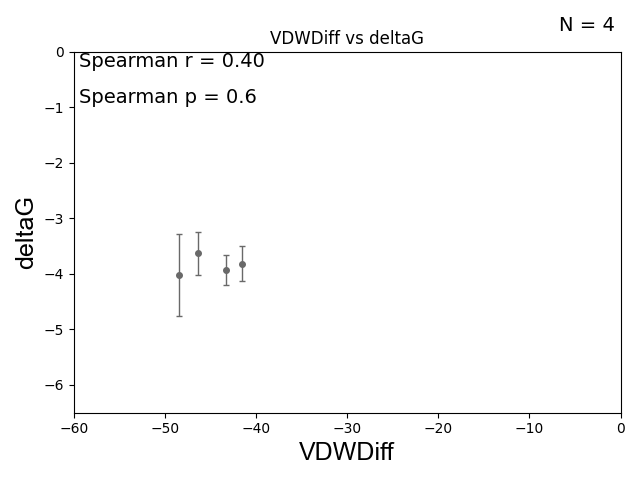 N = 4
VDWDiff vs deltaG
Spearman r = 0.40
Spearman p = 0.6
0
−1
−2
−3
−4
−5
−6
deltaG
−60
−50
−40
−30
−20
−10
0
VDWDiff